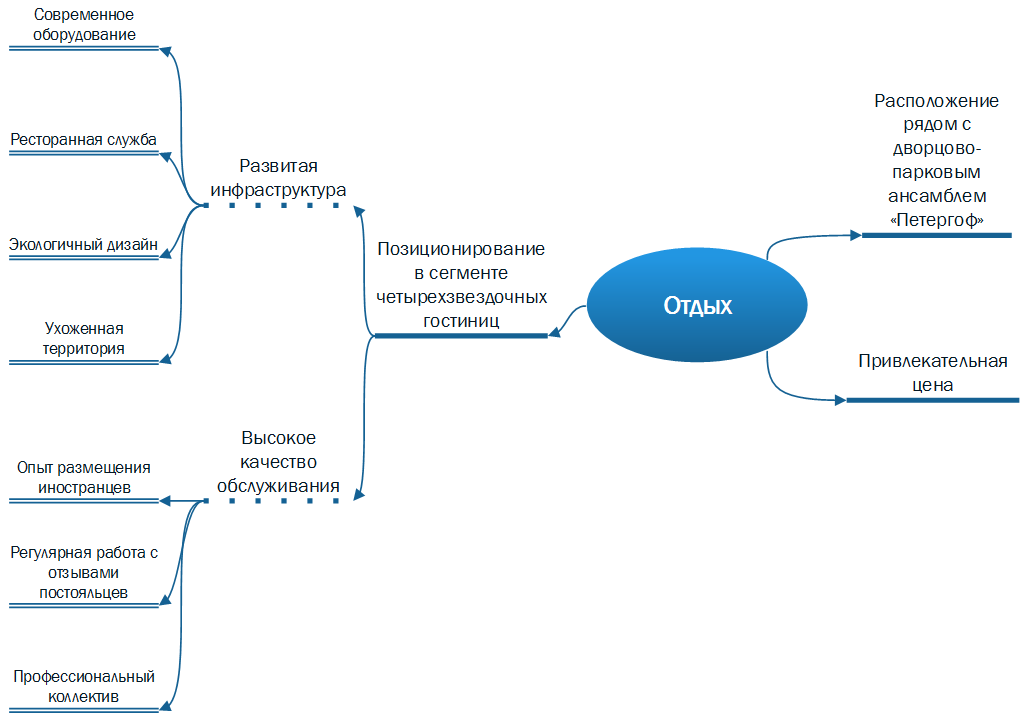 Современное
оборудование
Ресторанная служба
Экологичный дизайн
Ухоженная
территория
Развитая
инфраструктура
Опыт размещения
иностранцев
Регулярная работа с
отзывами
постояльцев
Профессиональный
коллектив
Высокое
качество
обслуживания
Позиционирование
в сегменте
четырехзвездочных
гостиниц
Отдых
Расположение
рядом с
дворцово-
парковым
ансамблем
«Петергоф»
Привлекательная
цена